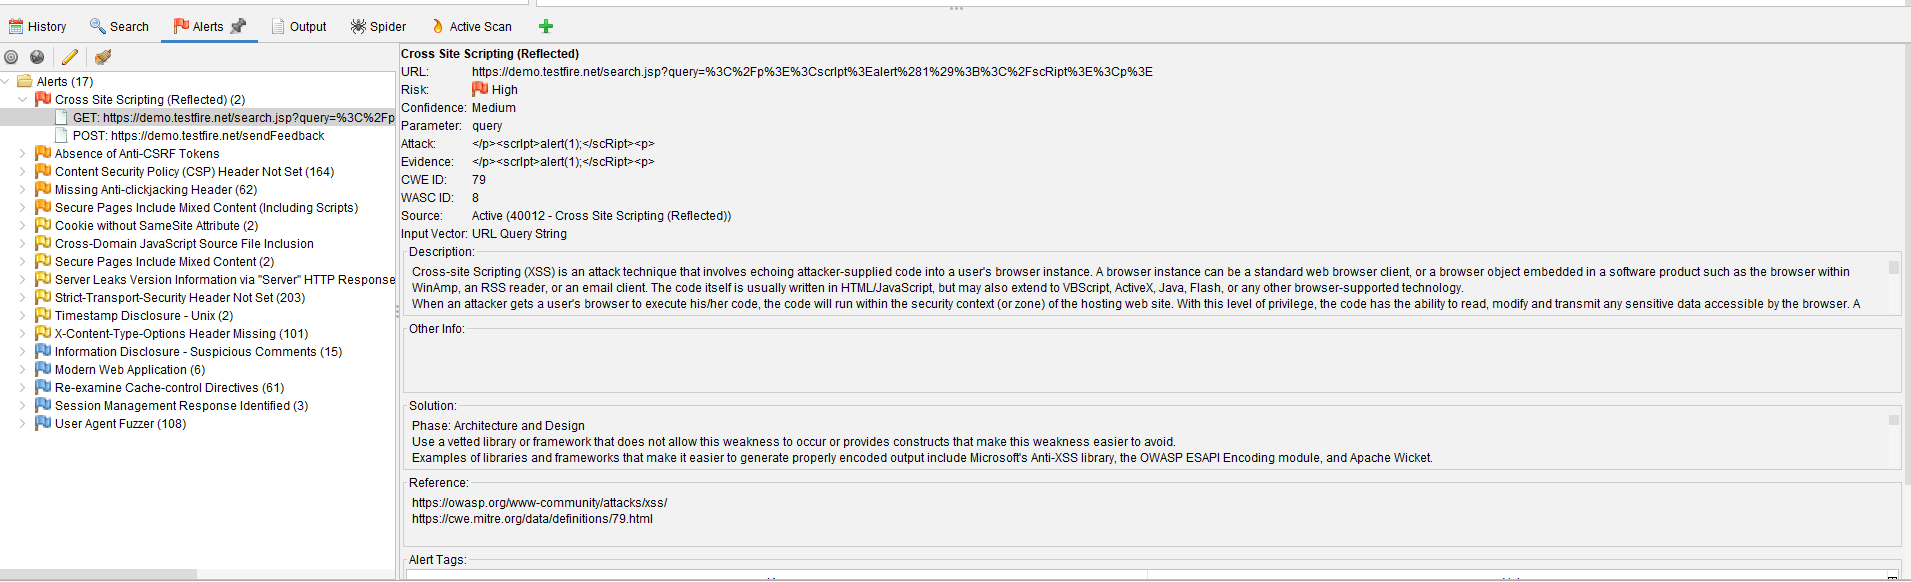 History Search Alerts Output Spider Active Scan
Alerts (17)
Cross Site Scripting (Reflected) (2)
GET: https://demo.testfire.net/search.jsp?query=%3C%2Fp
POST: https://demo.testfire.net/sendFeedback
Absence of Anti-CSRF Tokens
Content Security Policy (CSP) Header Not Set (164)
Missing Anti-clickjacking Header (62)
Secure Pages Include Mixed Content (Including Scripts)
Cookie without SameSite Attribute (2)
Cross-Domain JavaScript Source File Inclusion
Secure Pages Include Mixed Content (2)
Server Leaks Version Information via "Server" HTTP Response
Strict-Transport-Security Header Not Set (203)
Timestamp Disclosure - Unix (2)
X-Content-Type-Options Header Missing (101)
Information Disclosure - Suspicious Comments (15)
Modern Web Application (6)
Re-examine Cache-control Directives (61)
Session Management Response Identified (3)
User Agent Fuzzer (108)
Cross Site Scripting (Reflected)
URL: https://demo.testfire.net/search.jsp?query=%3C%2Fp%3E%3CscrIpt%3Ealert%281%29%3B%3C%2FscRipt%3E%3Cp%3E
Risk: High
Confidence: Medium
Parameter: query
Attack: </p><scrIpt>alert(1);</scRipt><p>
Evidence: </p><scrIpt>alert(1);</scRipt><p>
CWE ID: 79
WASC ID: 8
Source: Active (40012 - Cross Site Scripting (Reflected))
Input Vector: URL Query String
Description:
Cross-site Scripting (XSS) is an attack technique that involves echoing attacker-supplied code into a user's browser instance. A browser instance can be a standard web browser client, or a browser object embedded in a software product such as the browser within
WinAmp, an RSS reader, or an email client. The code itself is usually written in HTML/JavaScript, but may also extend to VBScript, ActiveX, Java, Flash, or any other browser-supported technology.
When an attacker gets a user's browser to execute his/her code, the code will run within the security context (or zone) of the hosting web site. With this level of privilege, the code has the ability to read, modify and transmit any sensitive data accessible by the browser. A
Other Info:
Solution:
Phase: Architecture and Design
Use a vetted library or framework that does not allow this weakness to occur or provides constructs that make this weakness easier to avoid.
Examples of libraries and frameworks that make it easier to generate properly encoded output include Microsoft's Anti-XSS library, the OWASP ESAPI Encoding module, and Apache Wicket.
Reference:
https://owasp.org/www-community/attacks/xss/
https://cwe.mitre.org/data/definitions/79.html
Alert Tags: